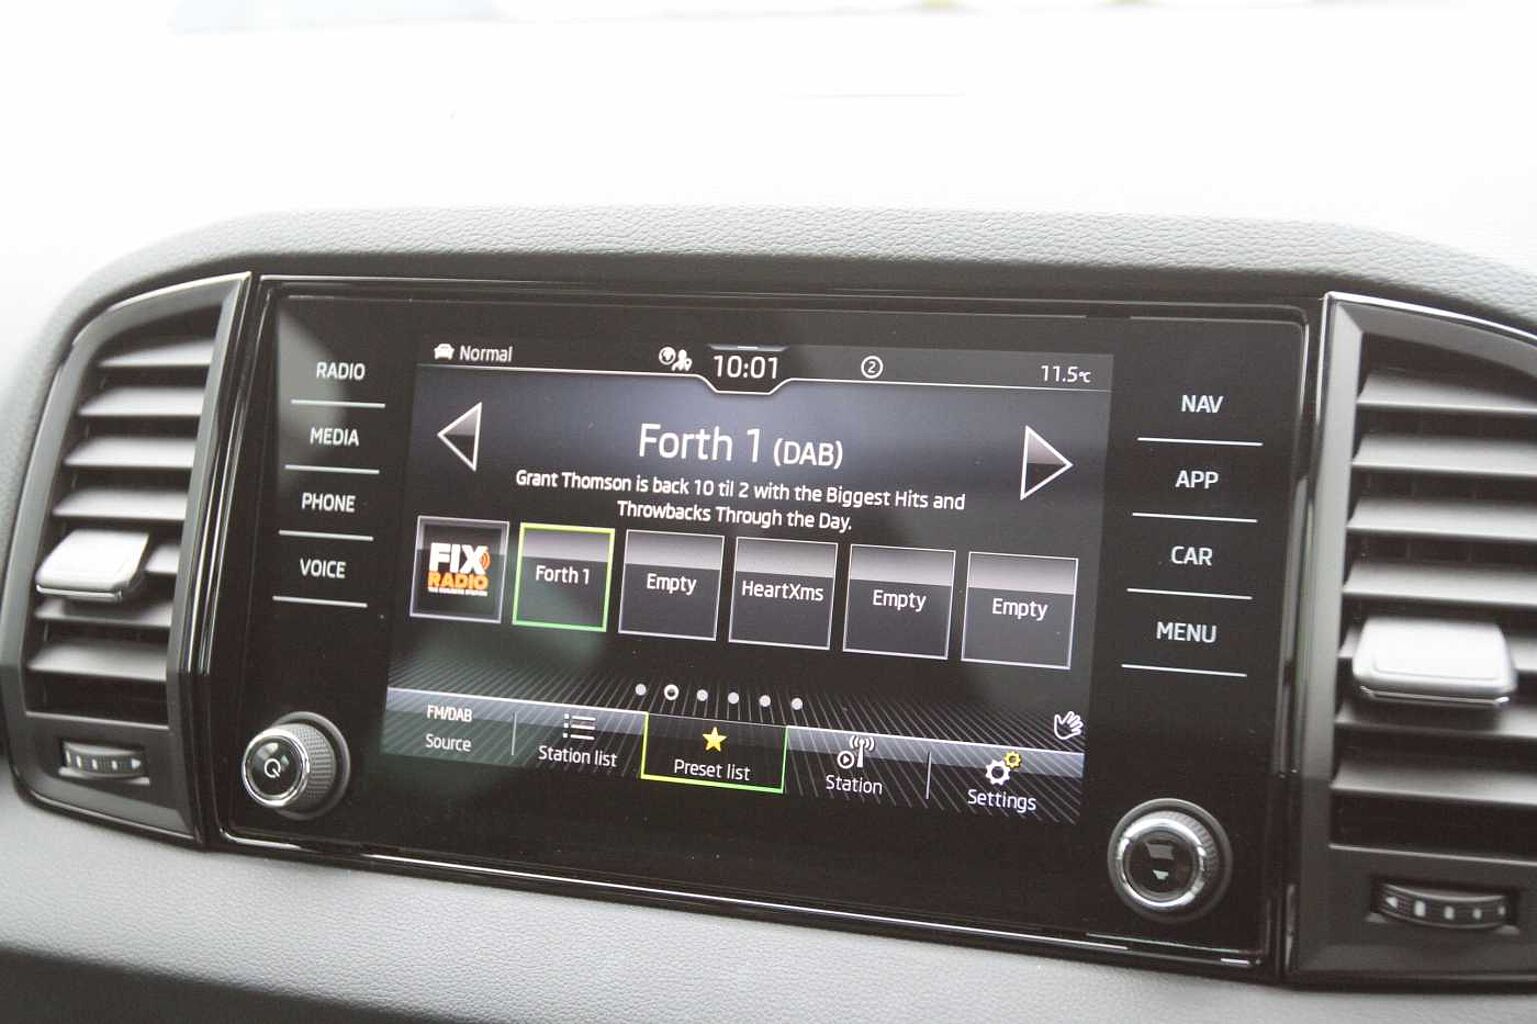 RADIO
MEDIA
PHONE
VOICE
Normal
10:01
2
11.5℃
Forth 1 (DAB)
Grant Thomson is back 10 til 2 with the Biggest Hits and
Throwbacks Through the Day.
FIX
RADIO
Forth 1
Empty
HeartXms
Empty
Empty
FM/DAB
Source
Station list
Preset list
Station
Settings
NAV
APP
CAR
MENU